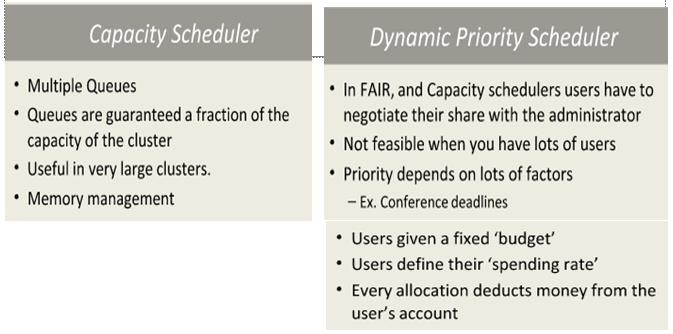 Capacity Scheduler
• Multiple Queues
• Queues are guaranteed a fraction of the
capacity of the cluster
• Useful in very large clusters.
• Memory management
Dynamic Priority Scheduler
• In FAIR, and Capacity schedulers users have to
negotiate their share with the administrator
• Not feasible when you have lots of users
• Priority depends on lots of factors
– Ex. Conference deadlines
• Users given a fixed ‘budget’
• Users define their ‘spending rate’
• Every allocation deducts money from the
user’s account